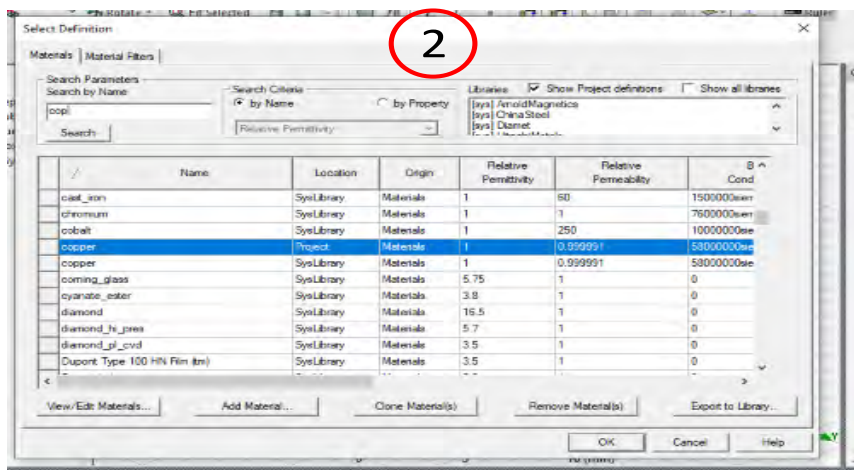 Rotate Fit Selected Ruler
Select Definition
2
Materials Material Filters
Search Parameters
Search by Name
cop
Search
Search Criteria
by Name by Property
Relative Permittivity
Libraries Show Project definitions Show all libraries
[sys] ArnoldMagnetics
[sys] ChinaSteel
[sys] Diamet
/ Name Location Origin Relative Permittivity Relative Permeability B Cond
cast_iron SysLibrary Materials 1 60 1500000siem
chromium SysLibrary Materials 1 1 7600000siem
cobalt SysLibrary Materials 1 250 10000000sie
copper Project Materials 1 0.999991 58000000sie
copper SysLibrary Materials 1 0.999991 58000000sie
corning_glass SysLibrary Materials 5.75 1 0
cyanate_ester SysLibrary Materials 3.8 1 0
diamond SysLibrary Materials 16.5 1 0
diamond_hi_pres SysLibrary Materials 5.7 1 0
diamond_pl_cvd SysLibrary Materials 3.5 1 0
Dupont Type 100 HN Film (tm) SysLibrary Materials 3.5 1 0
View/Edit Materials... Add Material... Clone Material(s) Remove Material(s) Export to Library...
OK Cancel Help
Y